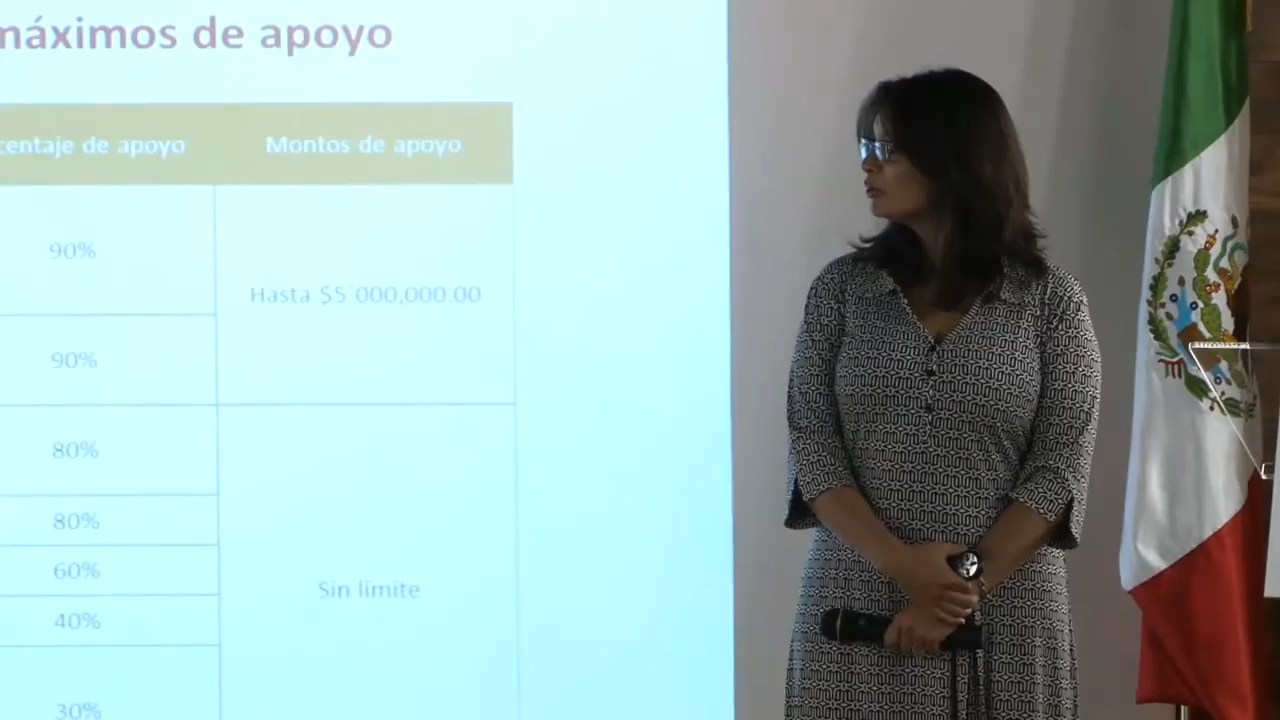 máximos de apoyo
centaje de apoyo
Montos de apoyo
90%
Hasta $5´000,000.00
90%
80%
80%
60%
Sin límite
40%
30%